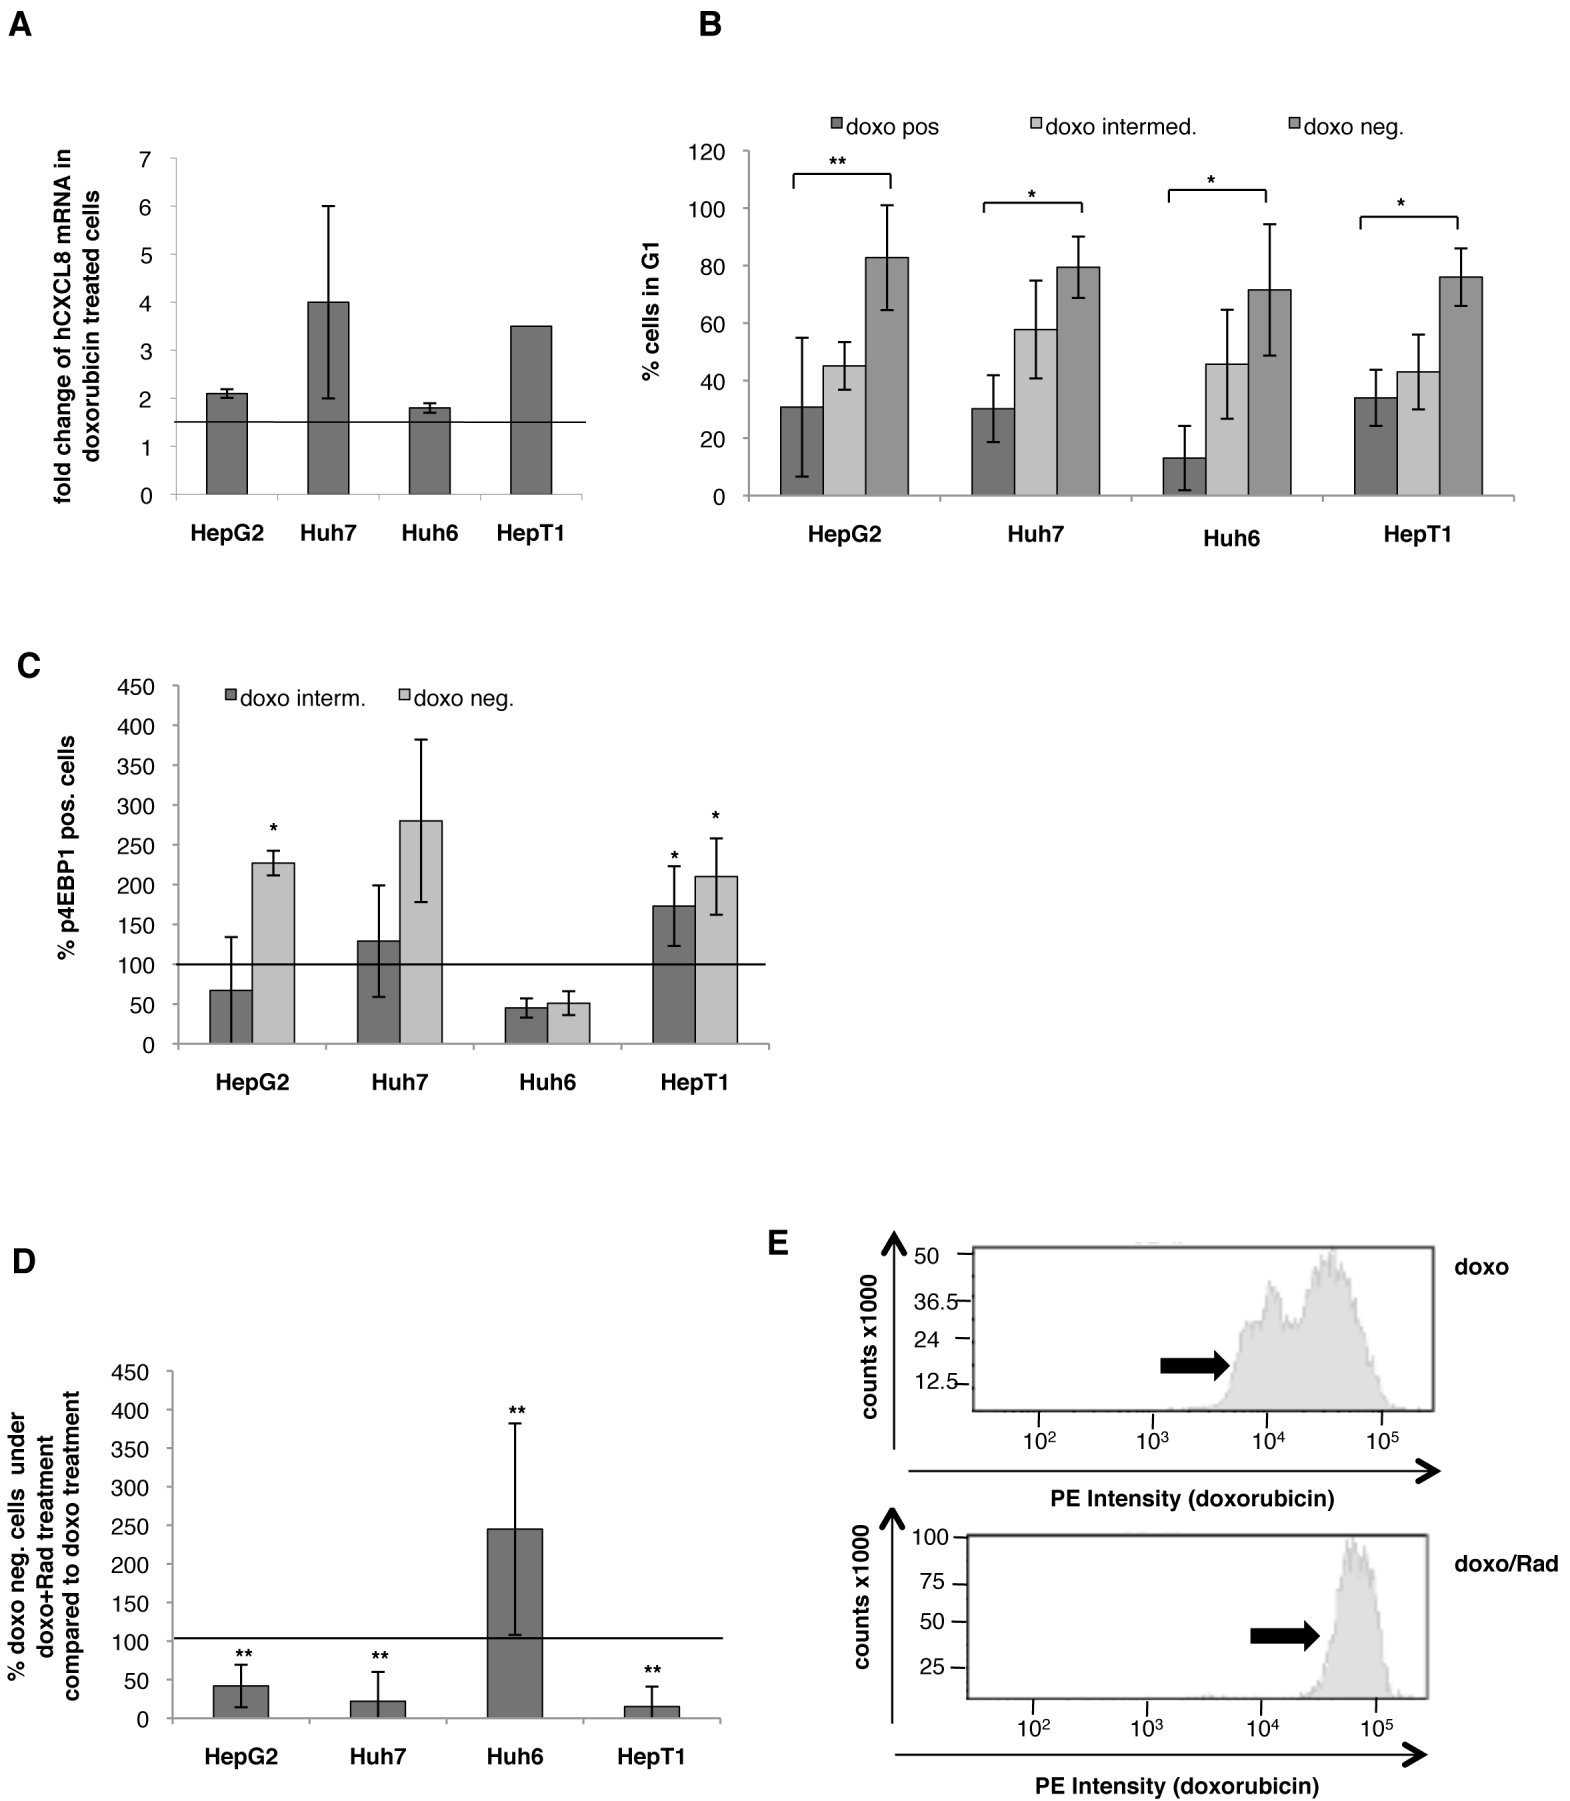 A
fold change of hCXCL8 mRNA in
doxorubicin treated cells
7
6
5
4
3
2
1
0
HepG2 Huh7 Huh6 HepT1
B
doxo pos doxo intermed. doxo neg.
% cells in G1
120
100
80
60
40
20
0
**
*
*
*
HepG2 Huh7 Huh6 HepT1
C
doxo interm. doxo neg.
% p4EBP1 pos. cells
450
400
350
300
250
200
150
100
50
0
*
*
*
HepG2 Huh7 Huh6 HepT1
D
% doxo neg. cells under
doxo+Rad treatment
compared to doxo treatment
450
400
350
300
250
200
150
100
50
0
**
**
**
**
HepG2 Huh7 Huh6 HepT1
E
counts x1000
50
36.5
24
12.5
doxo
10² 10³ 10⁴ 10⁵
PE Intensity (doxorubicin)
counts x1000
100
75
50
25
doxo/Rad
10² 10³ 10⁴ 10⁵
PE Intensity (doxorubicin)